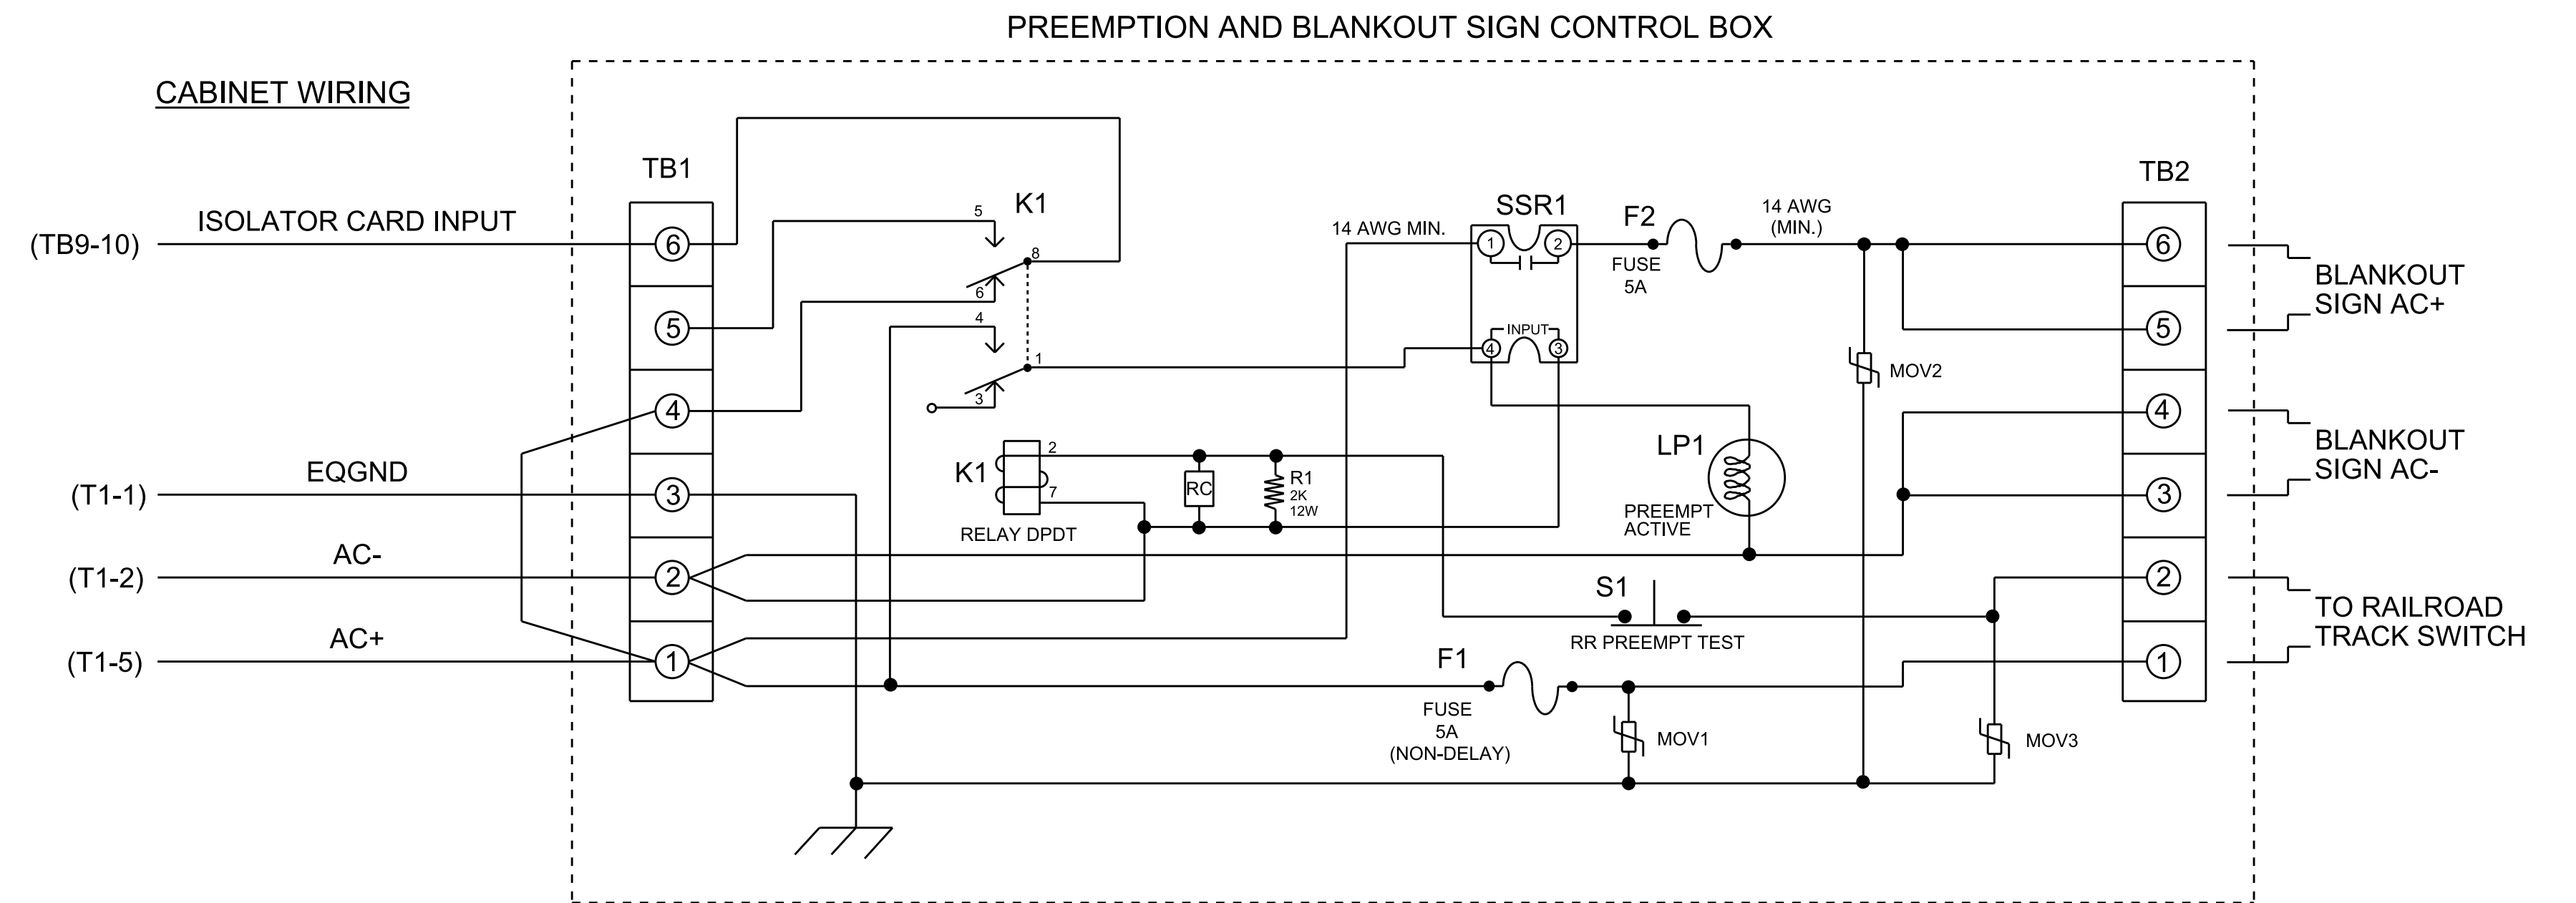 PREEMPTION AND BLANKOUT SIGN CONTROL BOX
CABINET WIRING
TB1
TB2
(TB9-10)
ISOLATOR CARD INPUT
6
5
4
3
2
1
(T1-1)
EQGND
(T1-2)
AC-
(T1-5)
AC+
K1
5
8
6
4
1
3
K1
2
7
RELAY DPDT
RC
R1
2K
12W
14 AWG MIN.
SSR1
1
2
INPUT
4
3
F2
FUSE
5A
14 AWG
(MIN.)
MOV2
LP1
PREEMPT
ACTIVE
S1
RR PREEMPT TEST
F1
FUSE
5A
(NON-DELAY)
MOV1
MOV3
6
5
4
3
2
1
BLANKOUT
SIGN AC+
BLANKOUT
SIGN AC-
TO RAILROAD
TRACK SWITCH